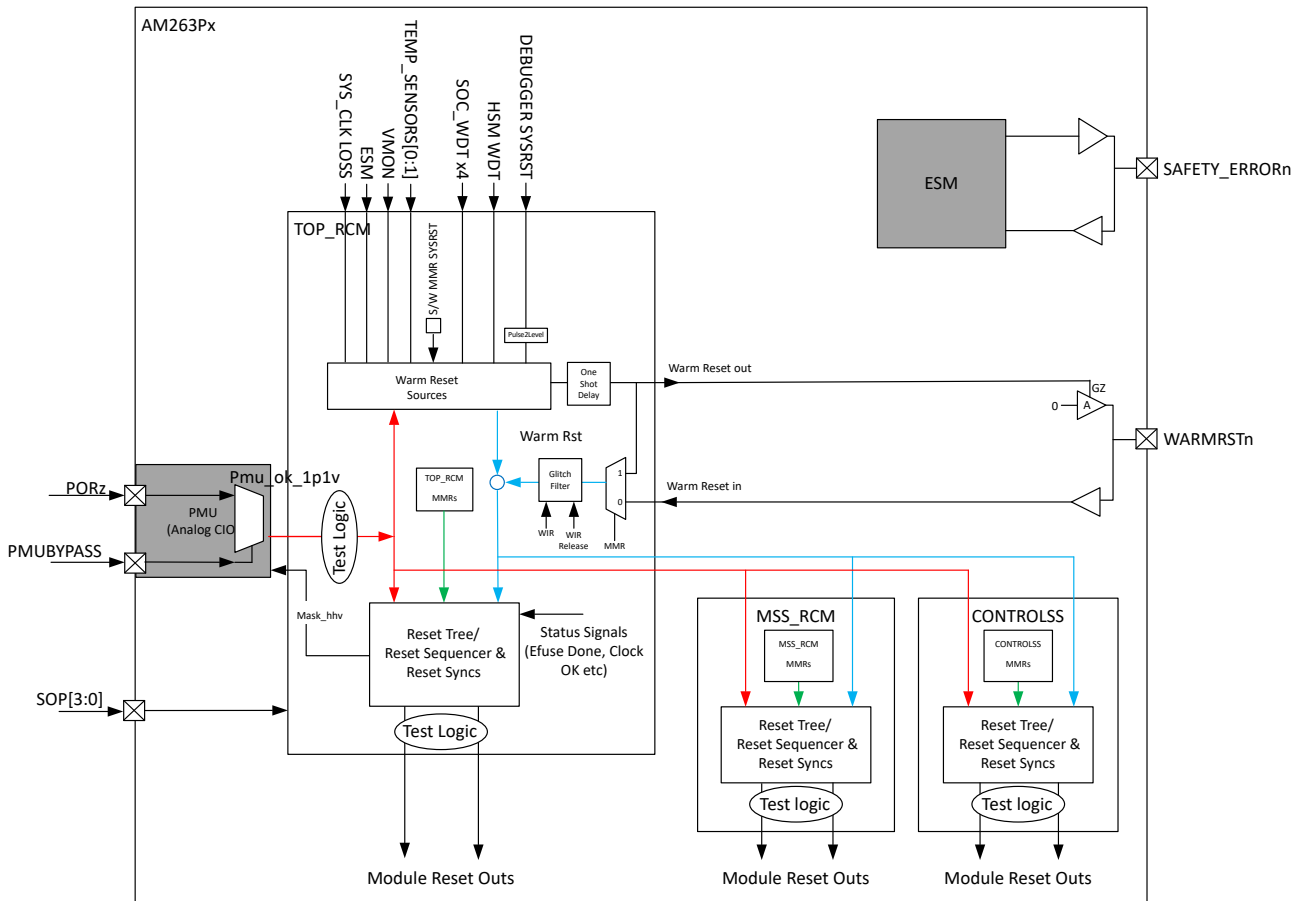 AM263Px
SYS_CLK LOSS
ESM
VMON
TEMP_SENSORS[0:1]
SOC_WDT x4
HSM WDT
DEBUGGER SYSRST
TOP_RCM
S/W MMR SYSRST
Pulse2Level
Warm Reset
Sources
One
Shot
Delay
Warm Reset out
GZ
0
A
ESM
SAFETY_ERRORn
WARMRSTn
Warm Rst
TOP_RCM
MMRs
Glitch
Filter
1
0
Warm Reset in
WIR
WIR
Release
MMR
PORz
Pmu_ok_1p1v
PMU
(Analog CIO
PMUBYPASS
Test Logic
Mask_hhv
Reset Tree/
Reset Sequencer &
Reset Syncs
Status Signals
(Efuse Done, Clock
OK etc)
SOP[3:0]
Test Logic
Module Reset Outs
MSS_RCM
MSS_RCM
MMRs
Reset Tree/
Reset Sequencer &
Reset Syncs
Test logic
Module Reset Outs
CONTROLSS
CONTROLSS
MMRs
Reset Tree/
Reset Sequencer &
Reset Syncs
Test logic
Module Reset Outs